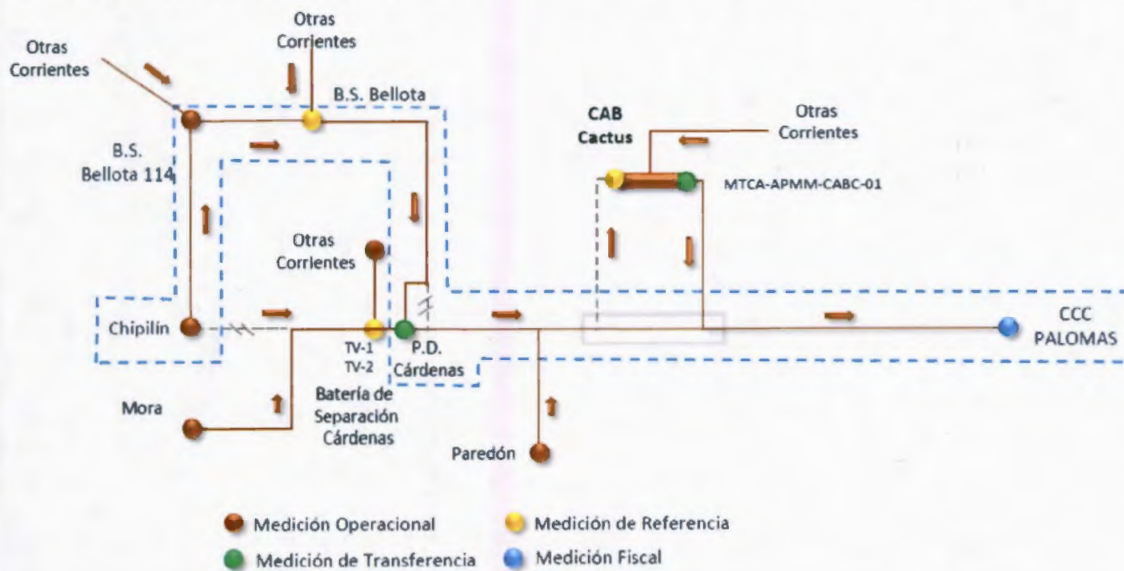 Otras
Corrientes
Otras
Corrientes
B.S. Bellota
B.S.
Bellota 114
CAB
Cactus
Otras
Corrientes
MTCA-APMM-CABC-01
Otras
Corrientes
Chipilín
TV-1
TV-2
P.D.
Cárdenas
CCC
PALOMAS
Batería de
Separación
Cárdenas
Mora
Paredón
Medición Operacional
Medición de Referencia
Medición de Transferencia
Medición Fiscal